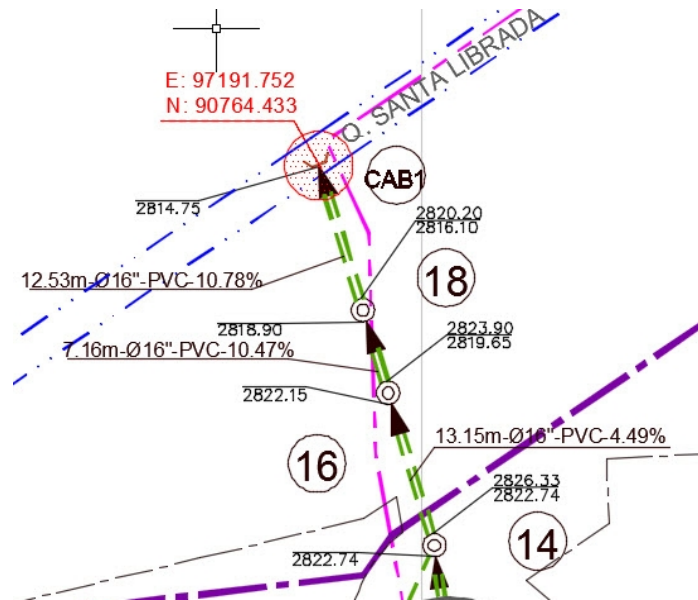 Q. SANTA LIBRADA
E: 97191.752
N: 90764.433
CAB1
2814.75
2820.20
2816.10
18
12.53m-Ø16"-PVC-10.78%
2818.90
2823.90
2819.65
7.16m-Ø16"-PVC-10.47%
2822.15
13.15m-Ø16"-PVC-4.49%
16
2826.33
2822.74
14
2822.74